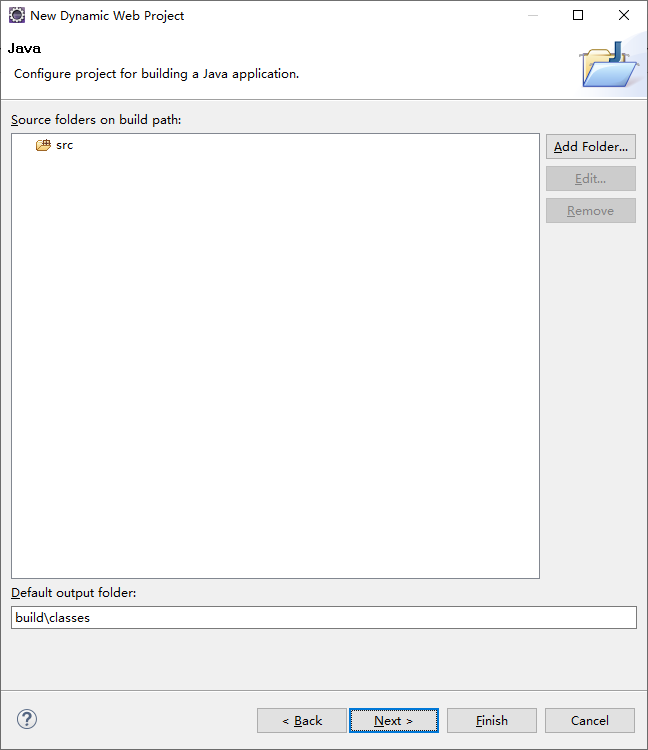 New Dynamic Web Project
Java
Configure project for building a Java application.
Source folders on build path:
src
Add Folder...
Edit...
Remove
Default output folder:
build\classes
?
< Back
Next >
Finish
Cancel